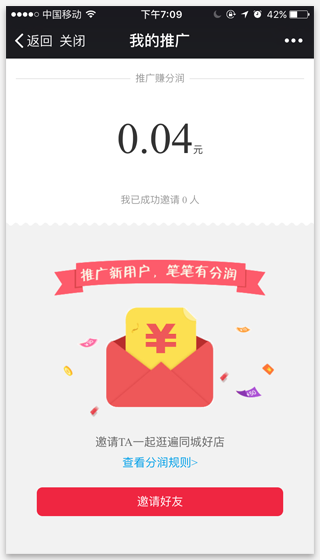 中国移动 下午7:09 42%
返回 关闭 我的推广
推广赚分润
0.04元
我已成功邀请 0 人
推广新用户，笔笔有分润
¥
邀请TA一起逛遍同城好店
查看分润规则>
邀请好友